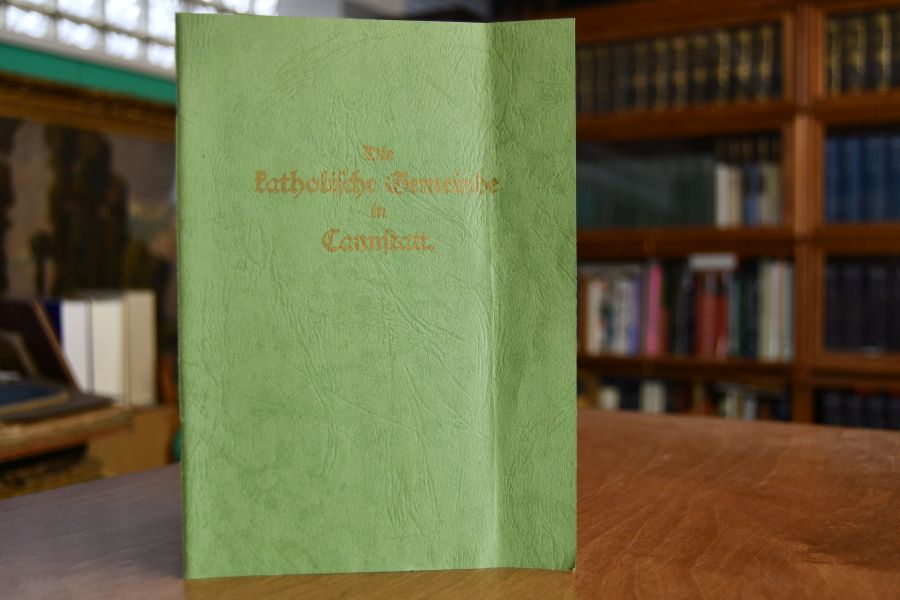 Die
katholische Gemeinde
in
Cannstatt.